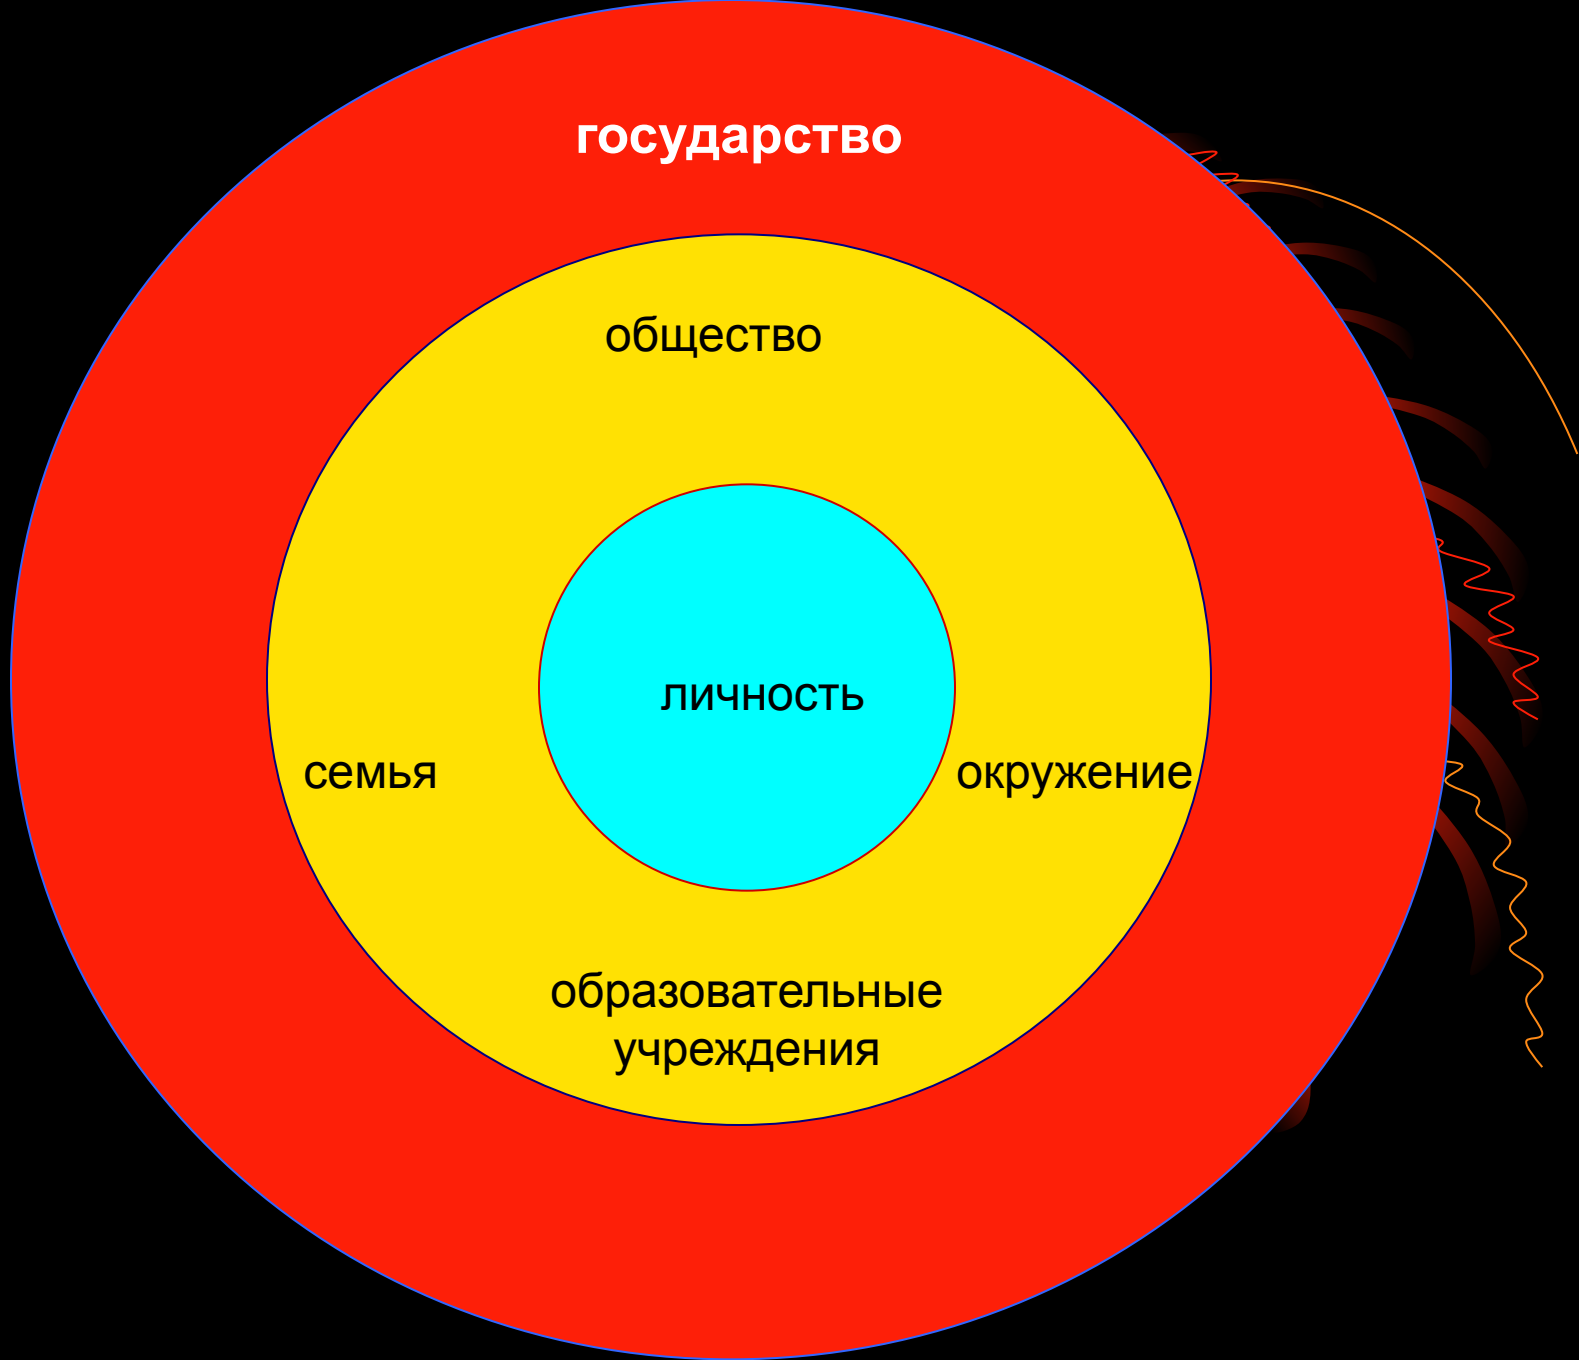 государство
общество
личность
семья
окружение
образовательные
учреждения